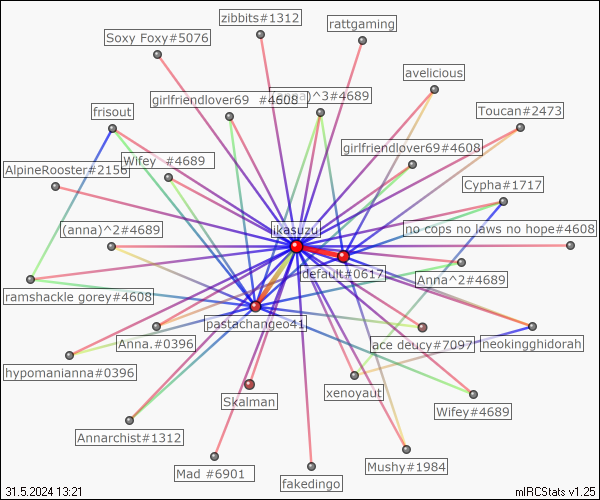 zibbits#1312
rattgaming
Soxy Foxy#5076
avelicious
girlfriendlover69 #4608
)^3#4689
frisout
Toucan#2473
girlfriendlover69#4608
AlpineRooster#2156
Wifey #4689
Cypha#1717
(anna)^2#4689
ikasuzu
no cops no laws no hope#4608
default#0617
Anna^2#4689
ramshackle gorey#4608
pastachangeo41
Anna.#0396
ace deucy#7097
neokingghidorah
hypomanianna#0396
xenoyaut
Skalman
Wifey#4689
Annarchist#1312
Mad #6901
fakedingo
Mushy#1984
31.5.2024 13:21
mIRCStats v1.25